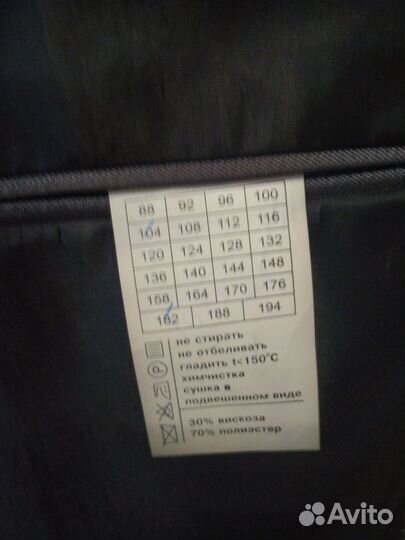 88 92 96 100
104 108 112 116
120 124 128 132
136 140 144 148
158 164 170 176
182 188 194
не стирать
не отбеливать
гладить t<150°С
химчистка
сушка в
подвешенном виде
30% вискоза
70% полиэстер
Avito